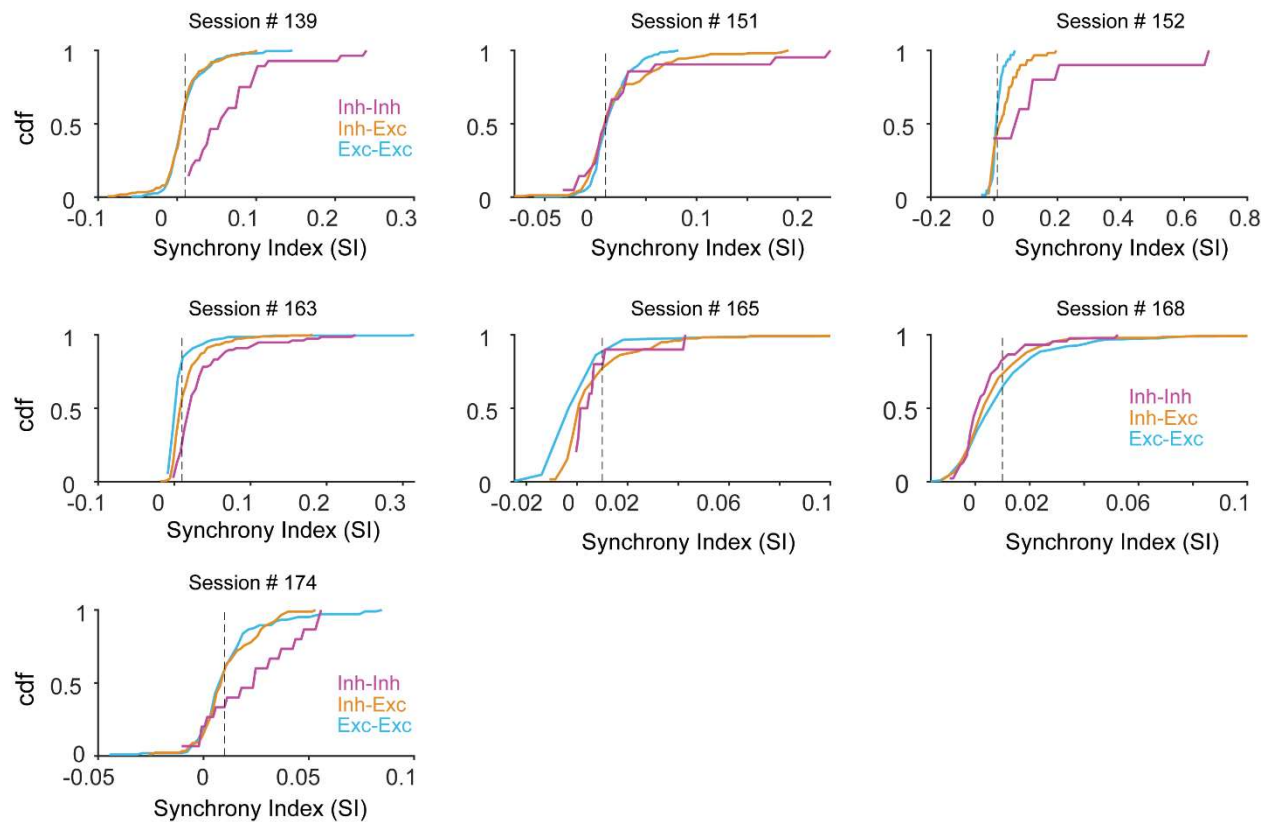 Session # 139
1
cdf
0.5
Inh-Inh
Inh-Exc
Exc-Exc
0
-0.1 0 0.1 0.2 0.3
Synchrony Index (SI)
Session # 151
1
0.5
0
-0.05 0 0.1 0.2
Synchrony Index (SI)
Session # 152
1
0.5
0
-0.2 0 0.2 0.4 0.6 0.8
Synchrony Index (SI)
Session # 163
1
cdf
0.5
0
-0.1 0 0.1 0.2 0.3
Synchrony Index (SI)
Session # 165
1
0.5
0
-0.02 0 0.02 0.06 0.1
Synchrony Index (SI)
Session # 168
1
0.5
Inh-Inh
Inh-Exc
Exc-Exc
0
0 0.02 0.06 0.1
Synchrony Index (SI)
Session # 174
1
cdf
0.5
Inh-Inh
Inh-Exc
Exc-Exc
0
-0.05 0 0.05 0.1
Synchrony Index (SI)